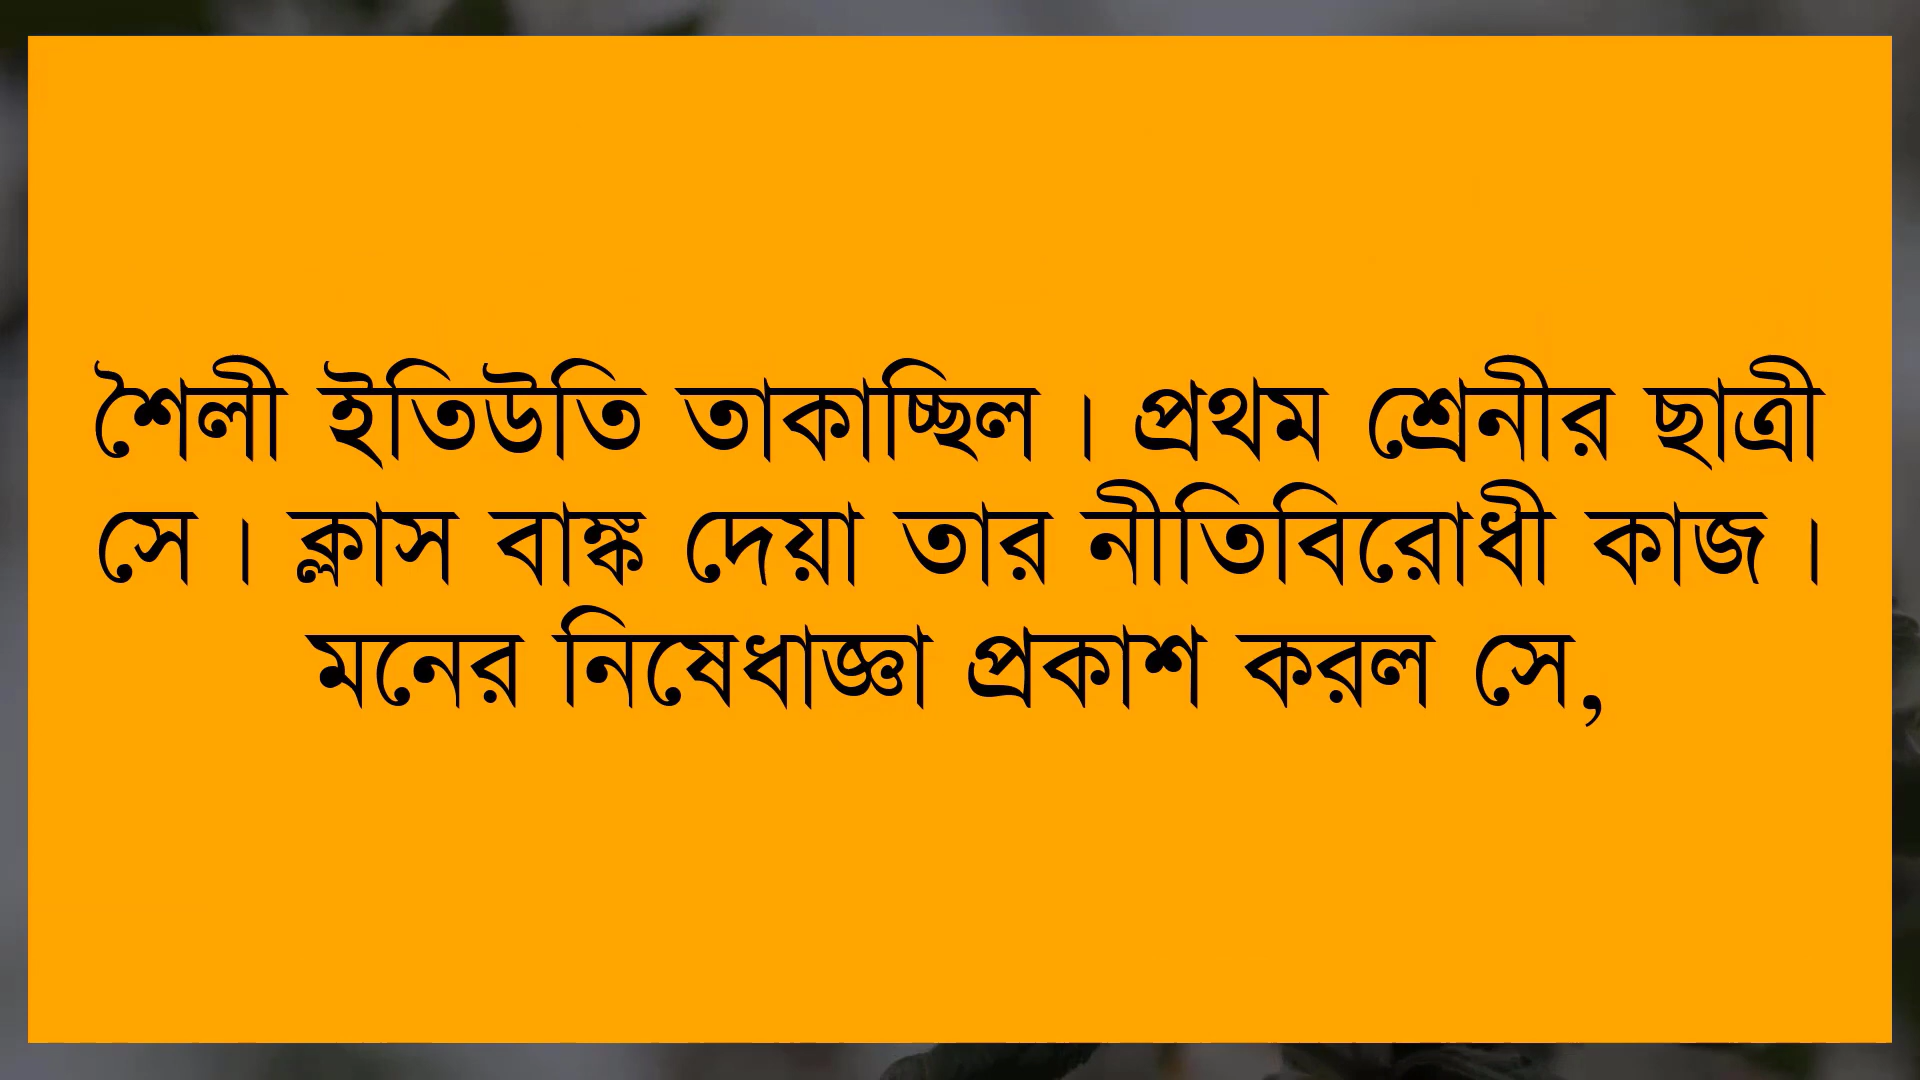 শৈলী ইতিউতি তাকাচ্ছিল। প্রথম শ্রেনীর ছাত্রী
সে। ক্লাস বাঙ্ক দেয়া তার নীতিবিরোধী কাজ।
মনের নিষেধাজ্ঞা প্রকাশ করল সে,